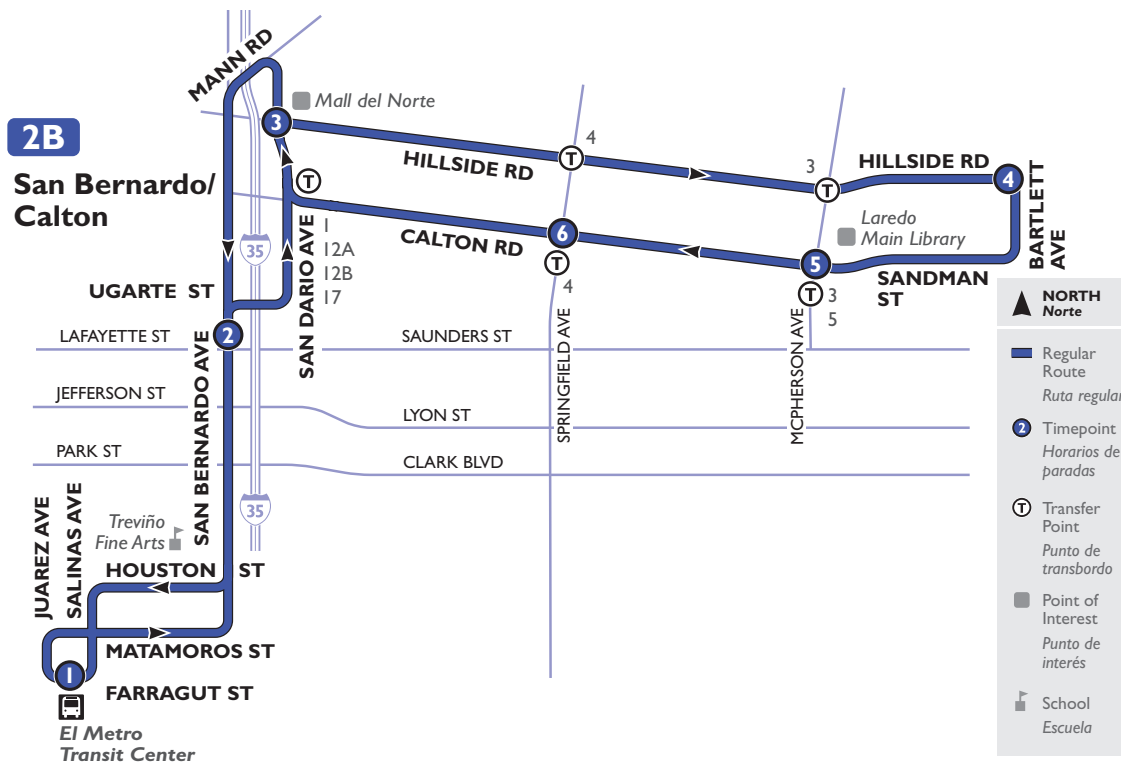 MANN RD
3
Mall del Norte
2B
San Bernardo/
Calton
4
T
HILLSIDE RD
3
T
HILLSIDE RD
4
BARTLETT
AVE
T
1
12A
12B
17
35
CALTON RD
6
T
4
Laredo
Main Library
5
T
3
5
SANDMAN
ST
UGARTE ST
SAN DARIO AVE
2
LAFAYETTE ST
SAUNDERS ST
SAN BERNARDO AVE
SPRINGFIELD AVE
MCPHERSON AVE
JEFFERSON ST
LYON ST
PARK ST
CLARK BLVD
35
JUAREZ AVE
SALINAS AVE
Treviño
Fine Arts
HOUSTON ST
MATAMOROS ST
1
FARRAGUT ST
El Metro
Transit Center
NORTH
Norte
Regular
Route
Ruta regular
2
Timepoint
Horarios de
paradas
T
Transfer
Point
Punto de
transbordo
Point of
Interest
Punto de
interés
School
Escuela